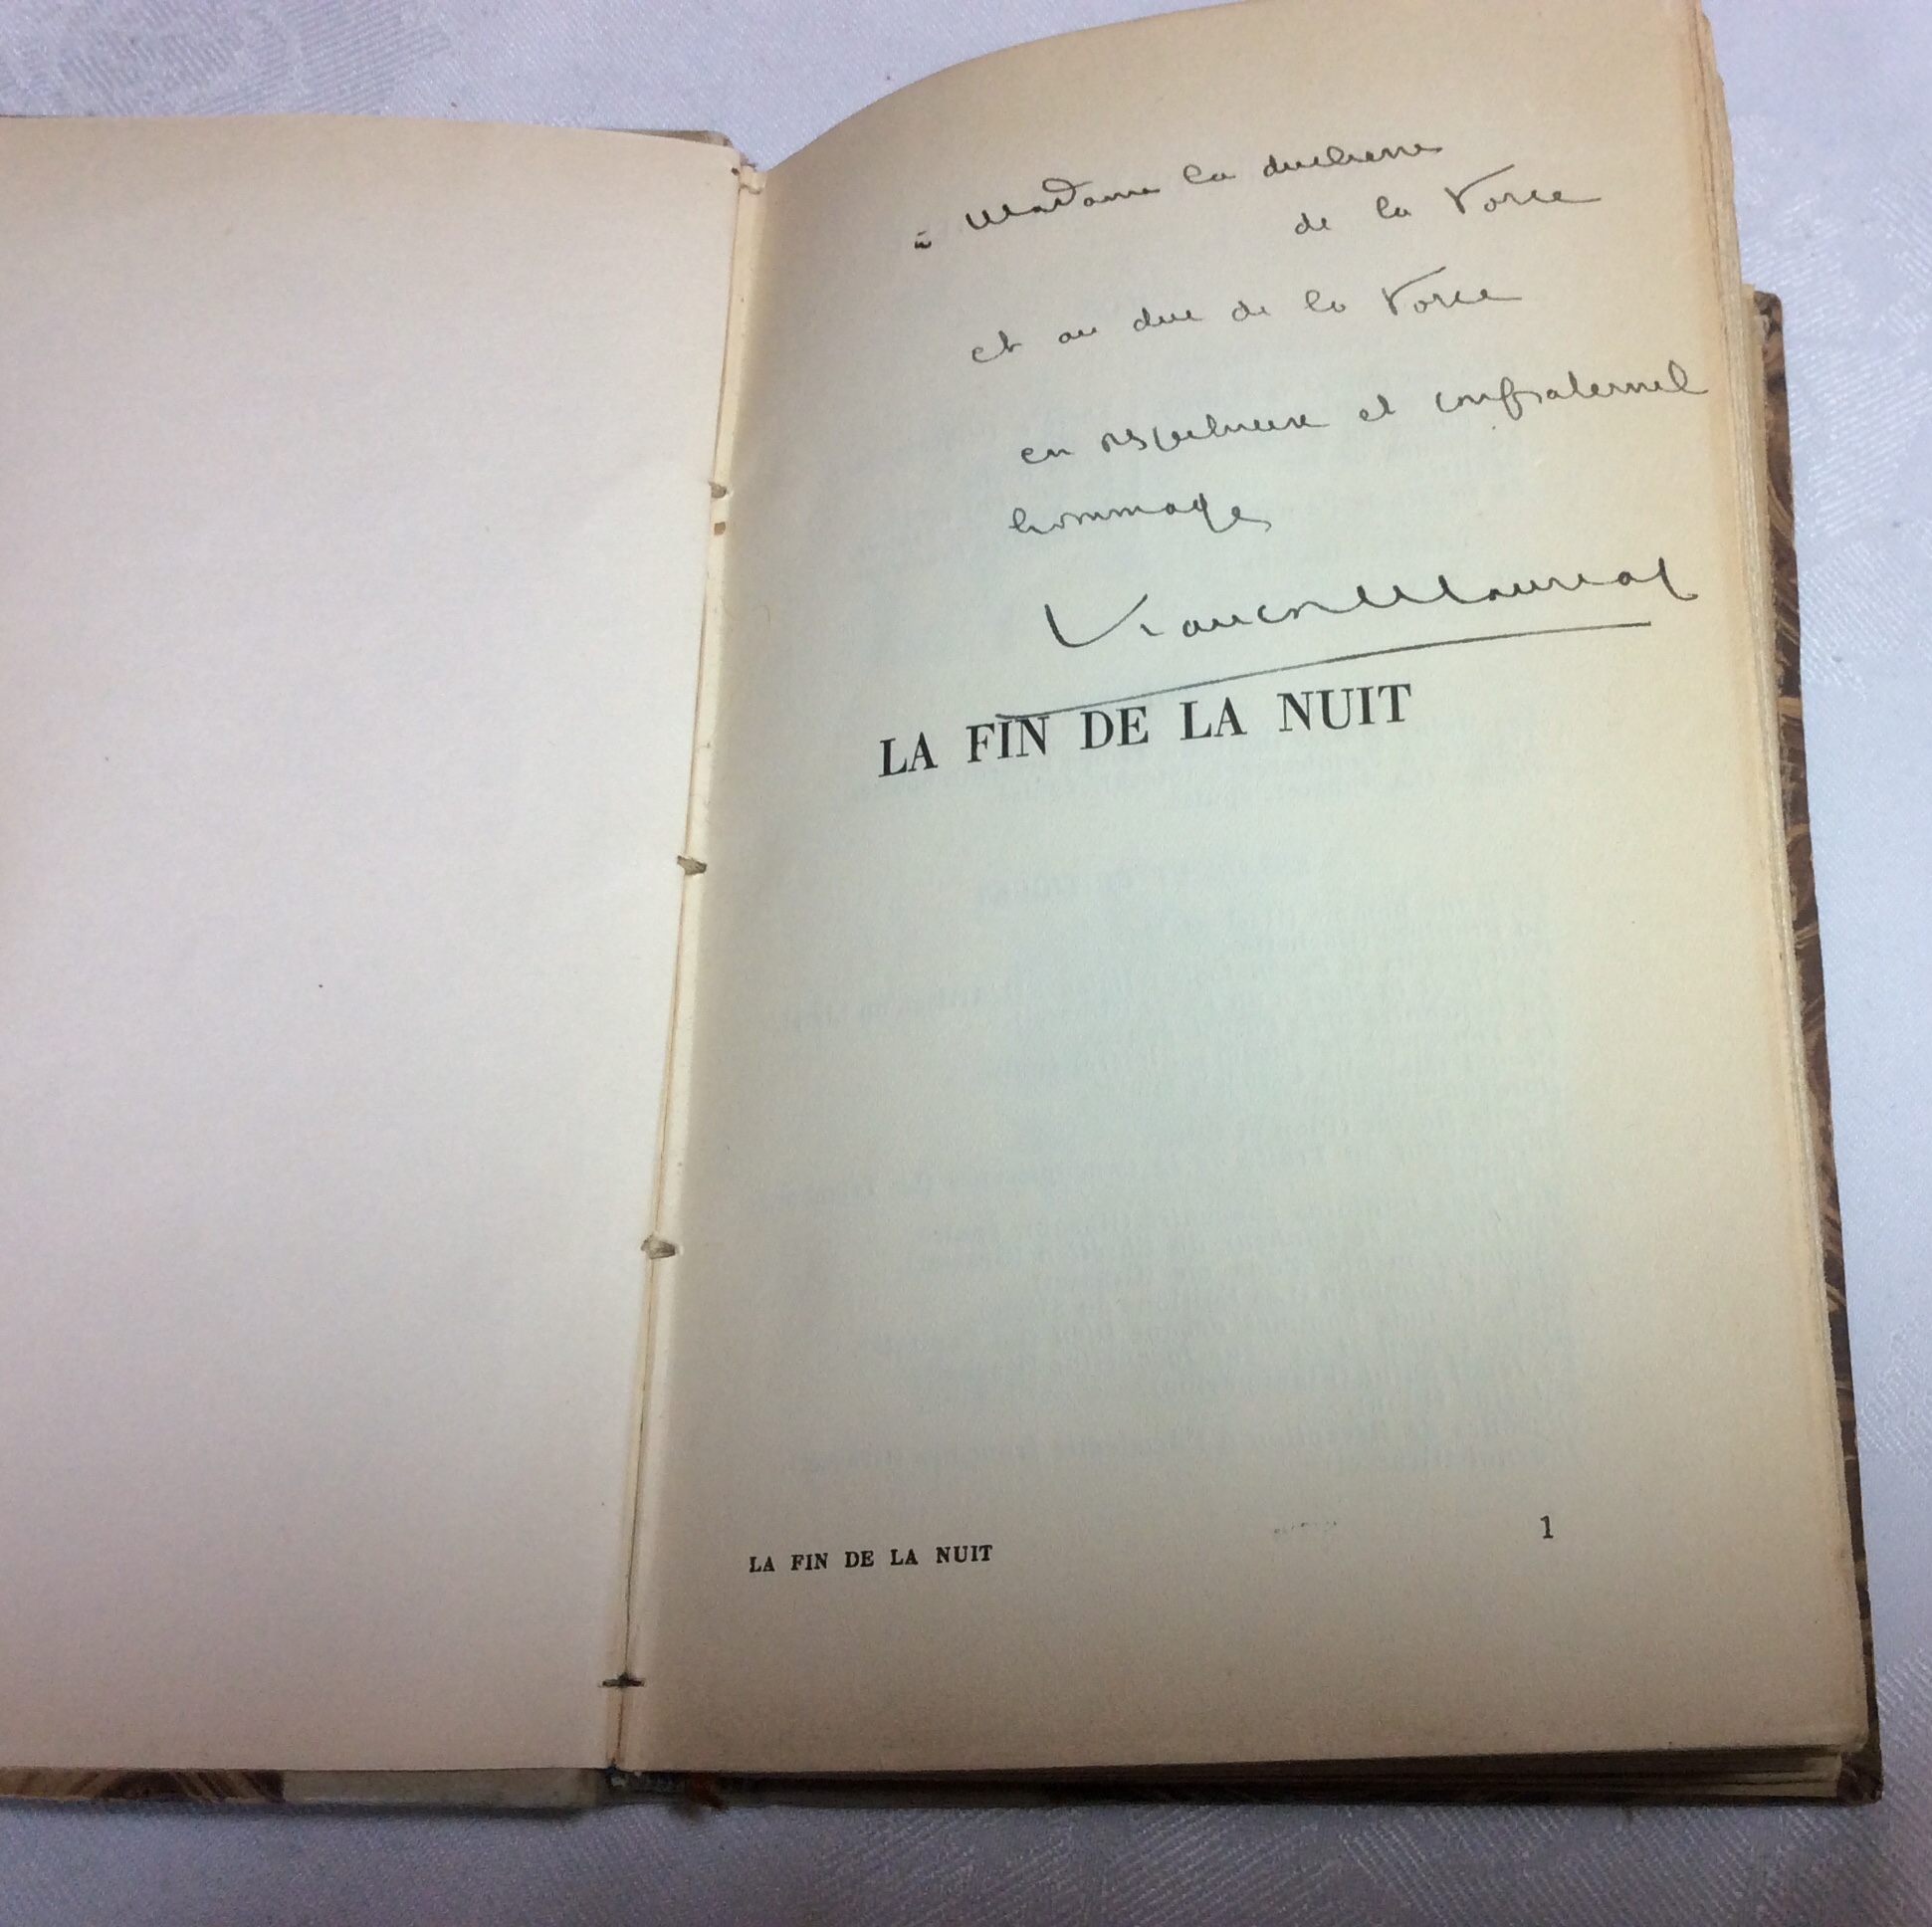 à Madame la duchesse
de la Force
et au duc de la Force
en respectueux et confraternel
hommage
François Mauriac
LA FIN DE LA NUIT
LA FIN DE LA NUIT 1